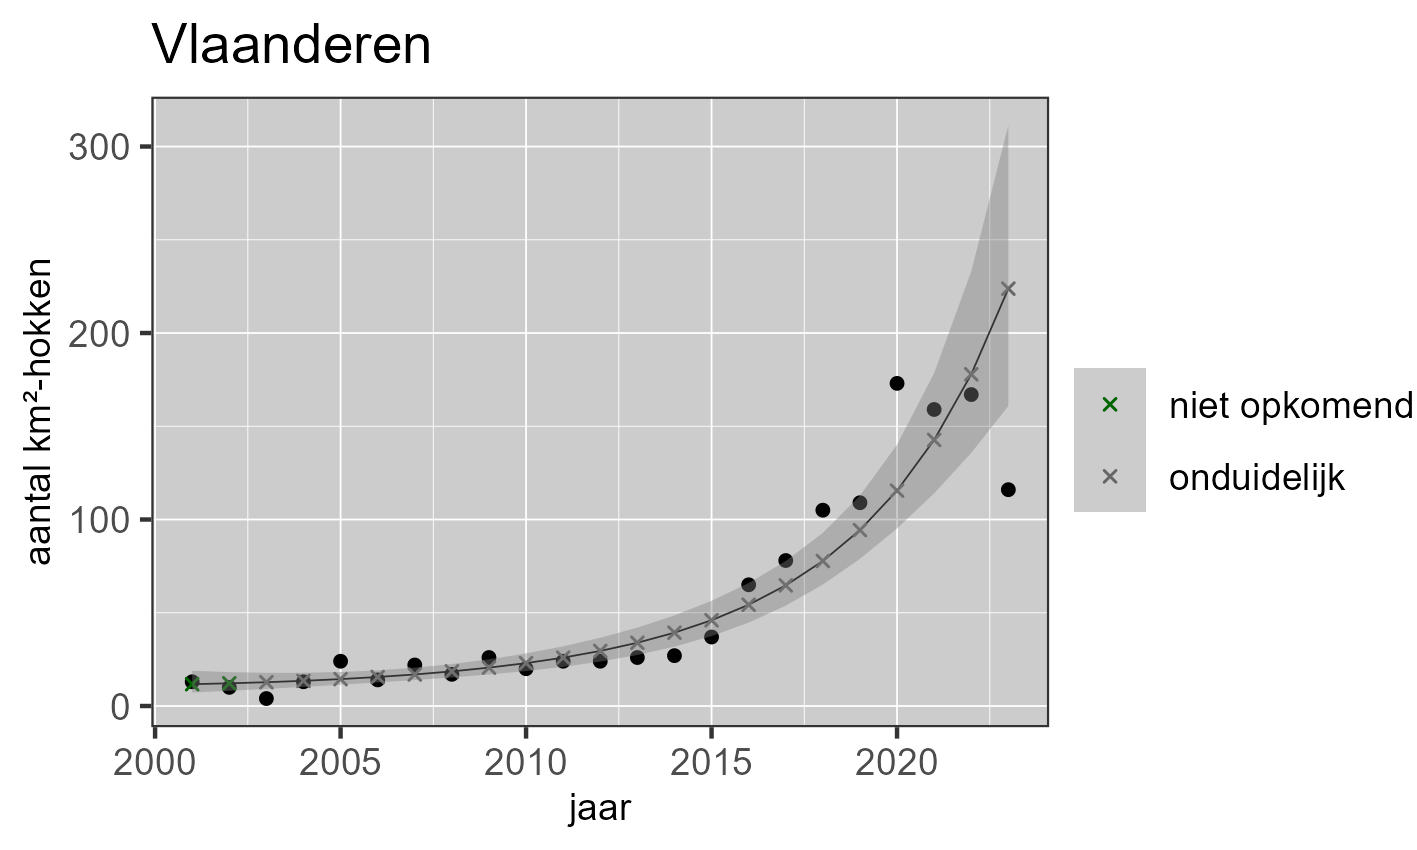 Vlaanderen
300
200
100
0
aantal km²-hokken
2000 2005 2010 2015 2020
jaar
niet opkomend
onduidelijk